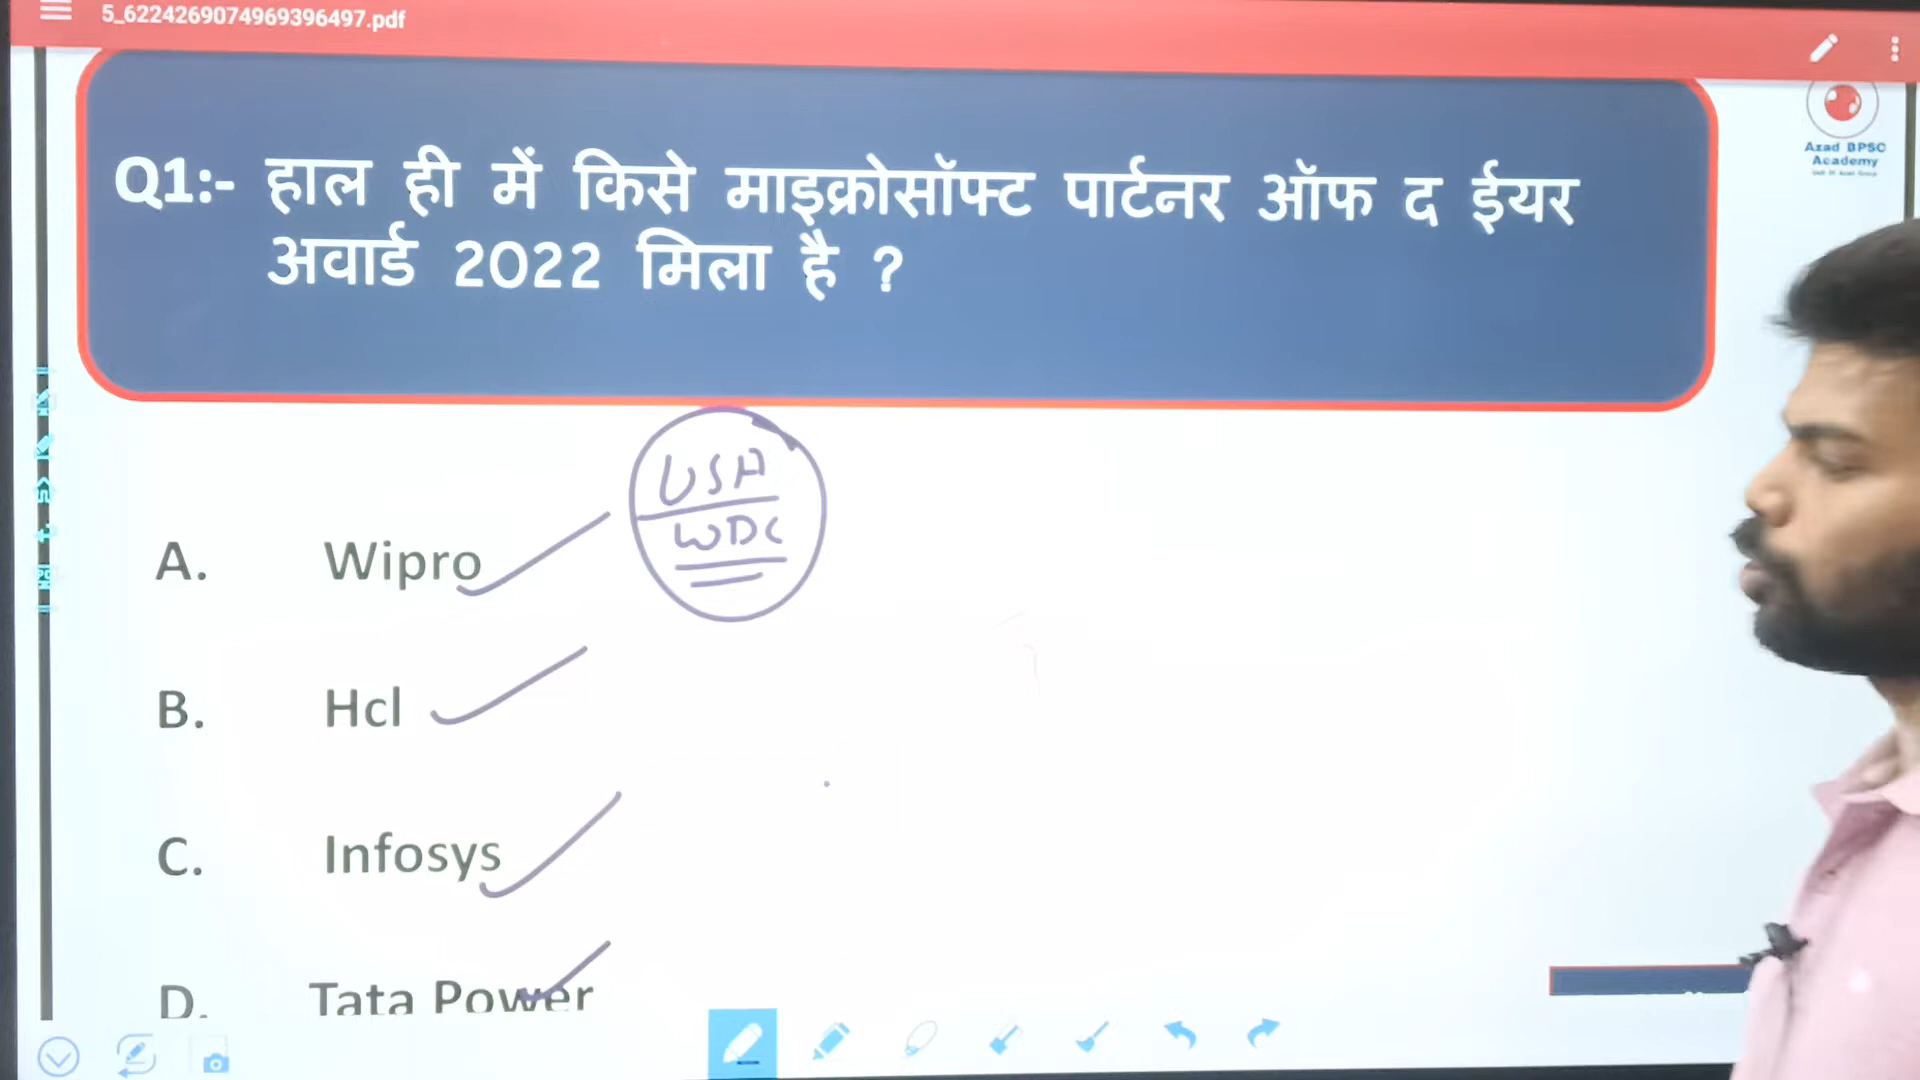 5_6224269074969396497.pdf
Azad BPSC
Academy
Q1:- हाल ही में किसे माइक्रोसॉफ्ट पार्टनर ऑफ द ईयर
अवार्ड 2022 मिला है ?
USA
WDC
A. Wipro
B. Hcl
C. Infosys
D. Tata Power